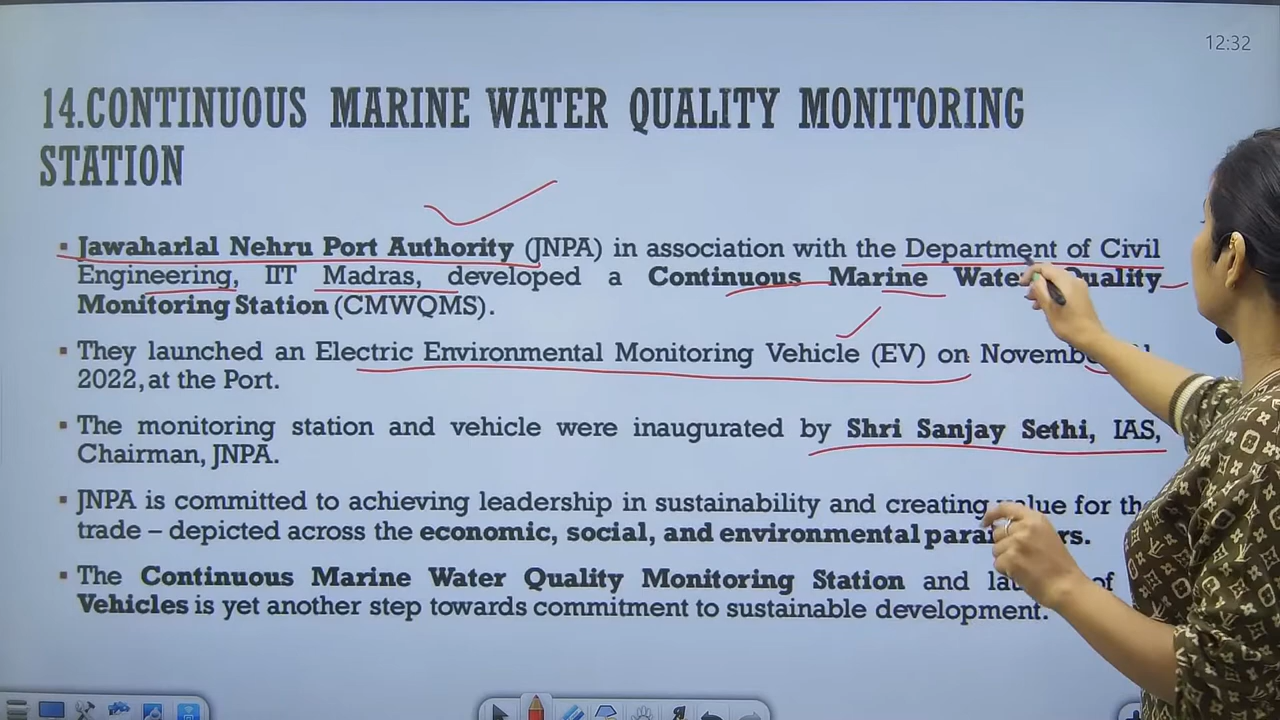 12:32
14.CONTINUOUS MARINE WATER QUALITY MONITORING
STATION
▪ Jawaharlal Nehru Port Authority (JNPA) in association with the Department of Civil
Engineering, IIT Madras, developed a Continuous Marine Water Quality
Monitoring Station (CMWQMS).
▪ They launched an Electric Environmental Monitoring Vehicle (EV) on
2022, at the Port.
▪ The monitoring station and vehicle were inaugurated by Shri Sanjay Sethi, IAS,
Chairman, JNPA.
▪ JNPA is committed to achieving leadership in sustainability and creating value for the
trade – depicted across the economic, social, and environmental
▪ The Continuous Marine Water Quality Monitoring Station and of
Vehicles is yet another step towards commitment to sustainable development.